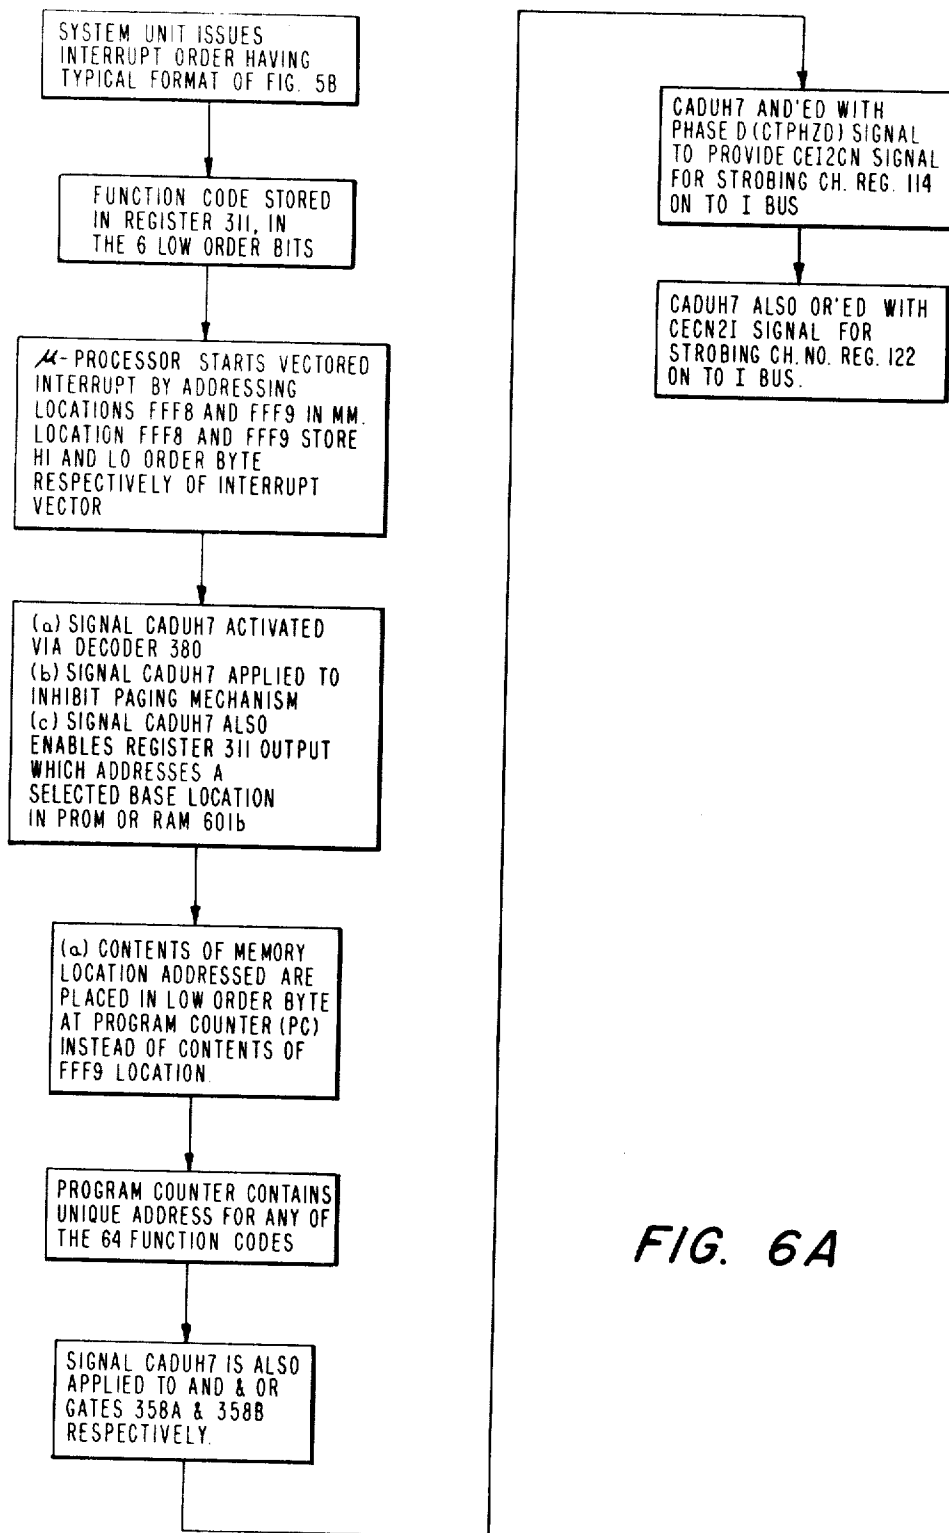 SYSTEM UNIT ISSUES
INTERRUPT ORDER HAVING
TYPICAL FORMAT OF FIG. 5B
FUNCTION CODE STORED
IN REGISTER 311, IN
THE 6 LOW ORDER BITS
μ-PROCESSOR STARTS VECTORED
INTERRUPT BY ADDRESSING
LOCATIONS FFF8 AND FFF9 IN MM.
LOCATION FFF8 AND FFF9 STORE
HI AND LO ORDER BYTE
RESPECTIVELY OF INTERRUPT
VECTOR
(a) SIGNAL CADUH7 ACTIVATED
VIA DECODER 380
(b) SIGNAL CADUH7 APPLIED TO
INHIBIT PAGING MECHANISM
(c) SIGNAL CADUH7 ALSO
ENABLES REGISTER 311 OUTPUT
WHICH ADDRESSES A
SELECTED BASE LOCATION
IN PROM OR RAM 601b
(a) CONTENTS OF MEMORY
LOCATION ADDRESSED ARE
PLACED IN LOW ORDER BYTE
AT PROGRAM COUNTER (PC)
INSTEAD OF CONTENTS OF
FFF9 LOCATION.
PROGRAM COUNTER CONTAINS
UNIQUE ADDRESS FOR ANY OF
THE 64 FUNCTION CODES
SIGNAL CADUH7 IS ALSO
APPLIED TO AND & OR
GATES 358A & 358B
RESPECTIVELY.
CADUH7 AND'ED WITH
PHASE D (CTPHZD) SIGNAL
TO PROVIDE CEI2CN SIGNAL
FOR STROBING CH. REG. 114
ON TO I BUS
CADUH7 ALSO OR'ED WITH
CECN2I SIGNAL FOR
STROBING CH. NO. REG. 122
ON TO I BUS.
FIG. 6A